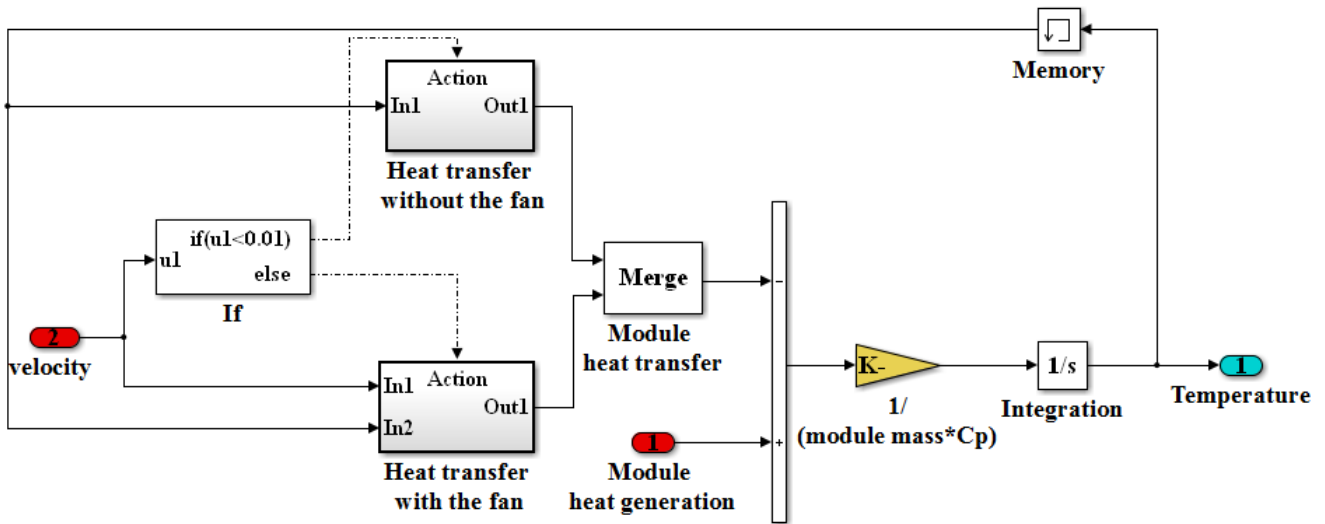 Memory
Action
In1
Out1
Heat transfer
without the fan
if(u1<0.01)
u1
else
If
2
velocity
Merge
Module
heat transfer
−
K-
1/
(module mass*Cp)
1/s
Integration
1
Temperature
Action
In1
Out1
In2
Heat transfer
with the fan
1
Module
heat generation
+